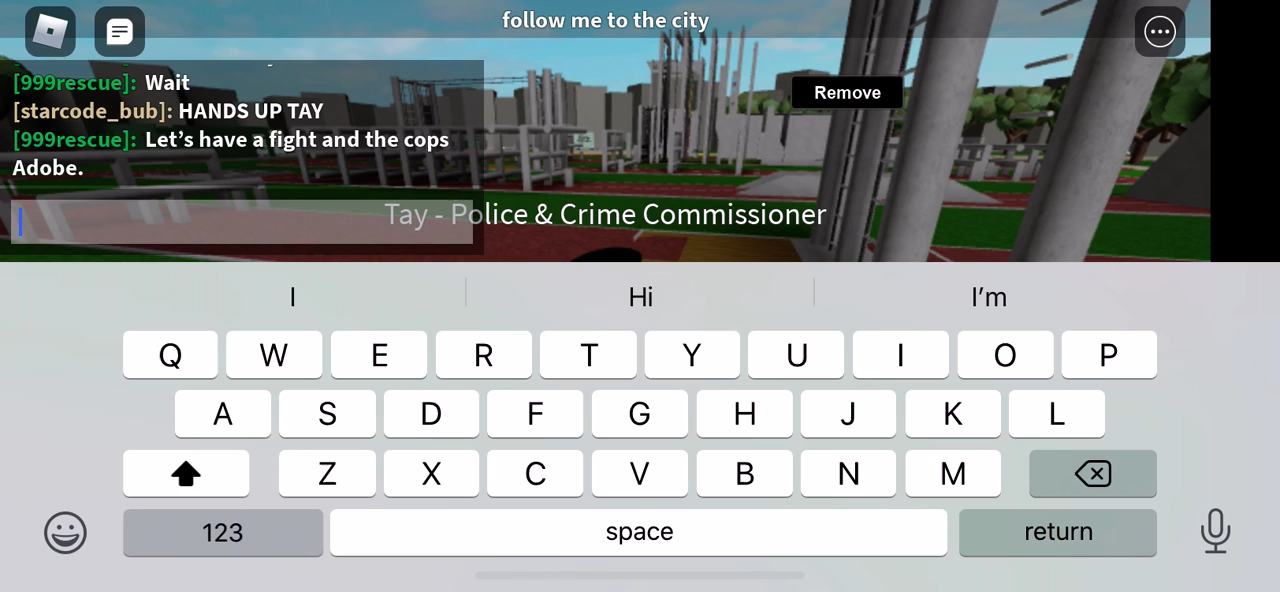 follow me to the city
[999rescue]: Wait
[starcode_bub]: HANDS UP TAY
[999rescue]: Let’s have a fight and the cops
Adobe.
Remove
Tay - Police & Crime Commissioner
I Hi I’m
Q W E R T Y U I O P
A S D F G H J K L
Z X C V B N M
123 space return